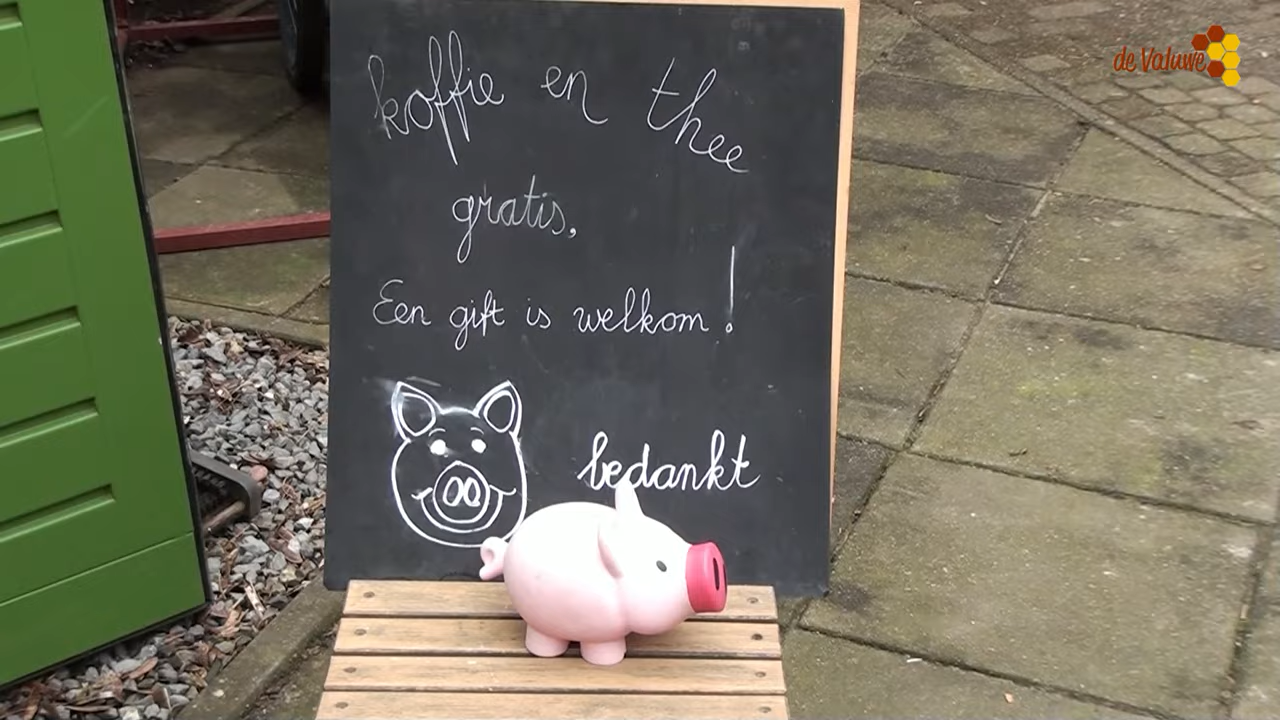 de Valuwe
koffie en thee
gratis,
Een gift is welkom!
bedankt